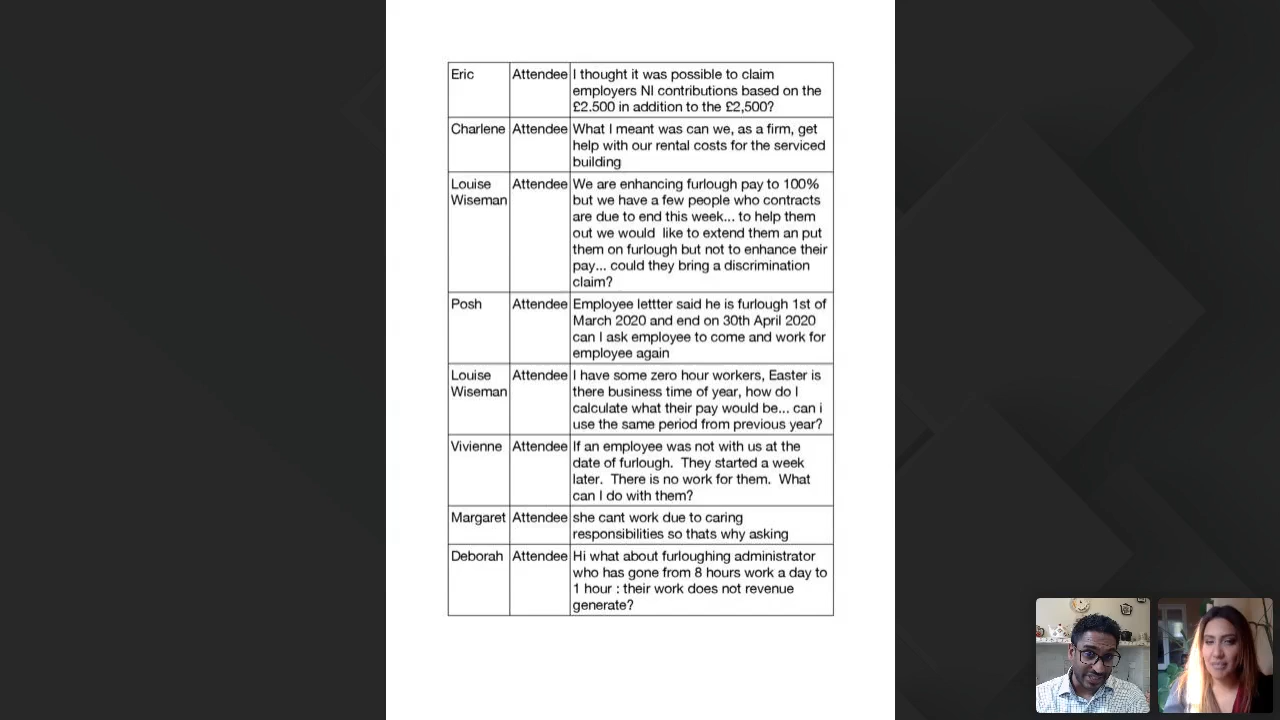 Eric Attendee I thought it was possible to claim
employers NI contributions based on the
£2.500 in addition to the £2,500?
Charlene Attendee What I meant was can we, as a firm, get
help with our rental costs for the serviced
building
Louise Attendee We are enhancing furlough pay to 100%
Wiseman but we have a few people who contracts
are due to end this week... to help them
out we would like to extend them an put
them on furlough but not to enhance their
pay... could they bring a discrimination
claim?
Posh Attendee Employee lettter said he is furlough 1st of
March 2020 and end on 30th April 2020
can I ask employee to come and work for
employee again
Louise Attendee I have some zero hour workers, Easter is
Wiseman there business time of year, how do I
calculate what their pay would be... can i
use the same period from previous year?
Vivienne Attendee If an employee was not with us at the
date of furlough. They started a week
later. There is no work for them. What
can I do with them?
Margaret Attendee she cant work due to caring
responsibilities so thats why asking
Deborah Attendee Hi what about furloughing administrator
who has gone from 8 hours work a day to
1 hour : their work does not revenue
generate?